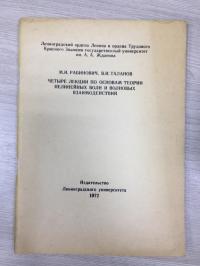 Ленинградский ордена Ленина и ордена Трудового
Красного Знамени государственный университет
им. А. А. Жданова
М.И. РАБИНОВИЧ, В.И. ТАЛАНОВ
ЧЕТЫРЕ ЛЕКЦИИ ПО ОСНОВАМ ТЕОРИИ
НЕЛИНЕЙНЫХ ВОЛН И ВОЛНОВЫХ
ВЗАИМОДЕЙСТВИЙ
Издательство
Ленинградского университета
1972